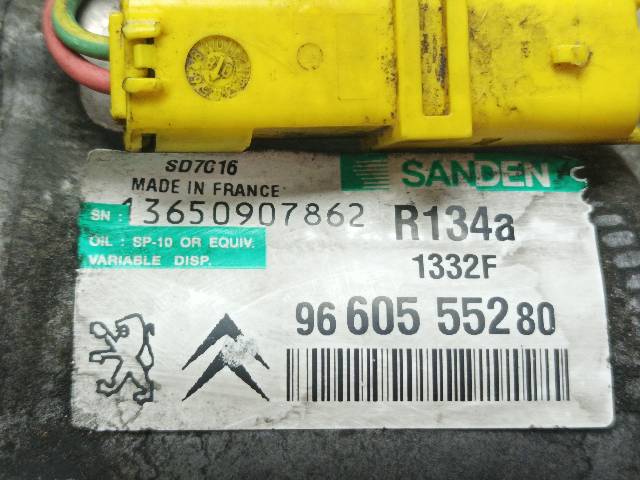 SD7C16
SANDEN
MADE IN FRANCE
SN : 13650907862
R134a
OIL : SP-10 OR EQUIV.
VARIABLE DISP.
1332F
96 605 552 80